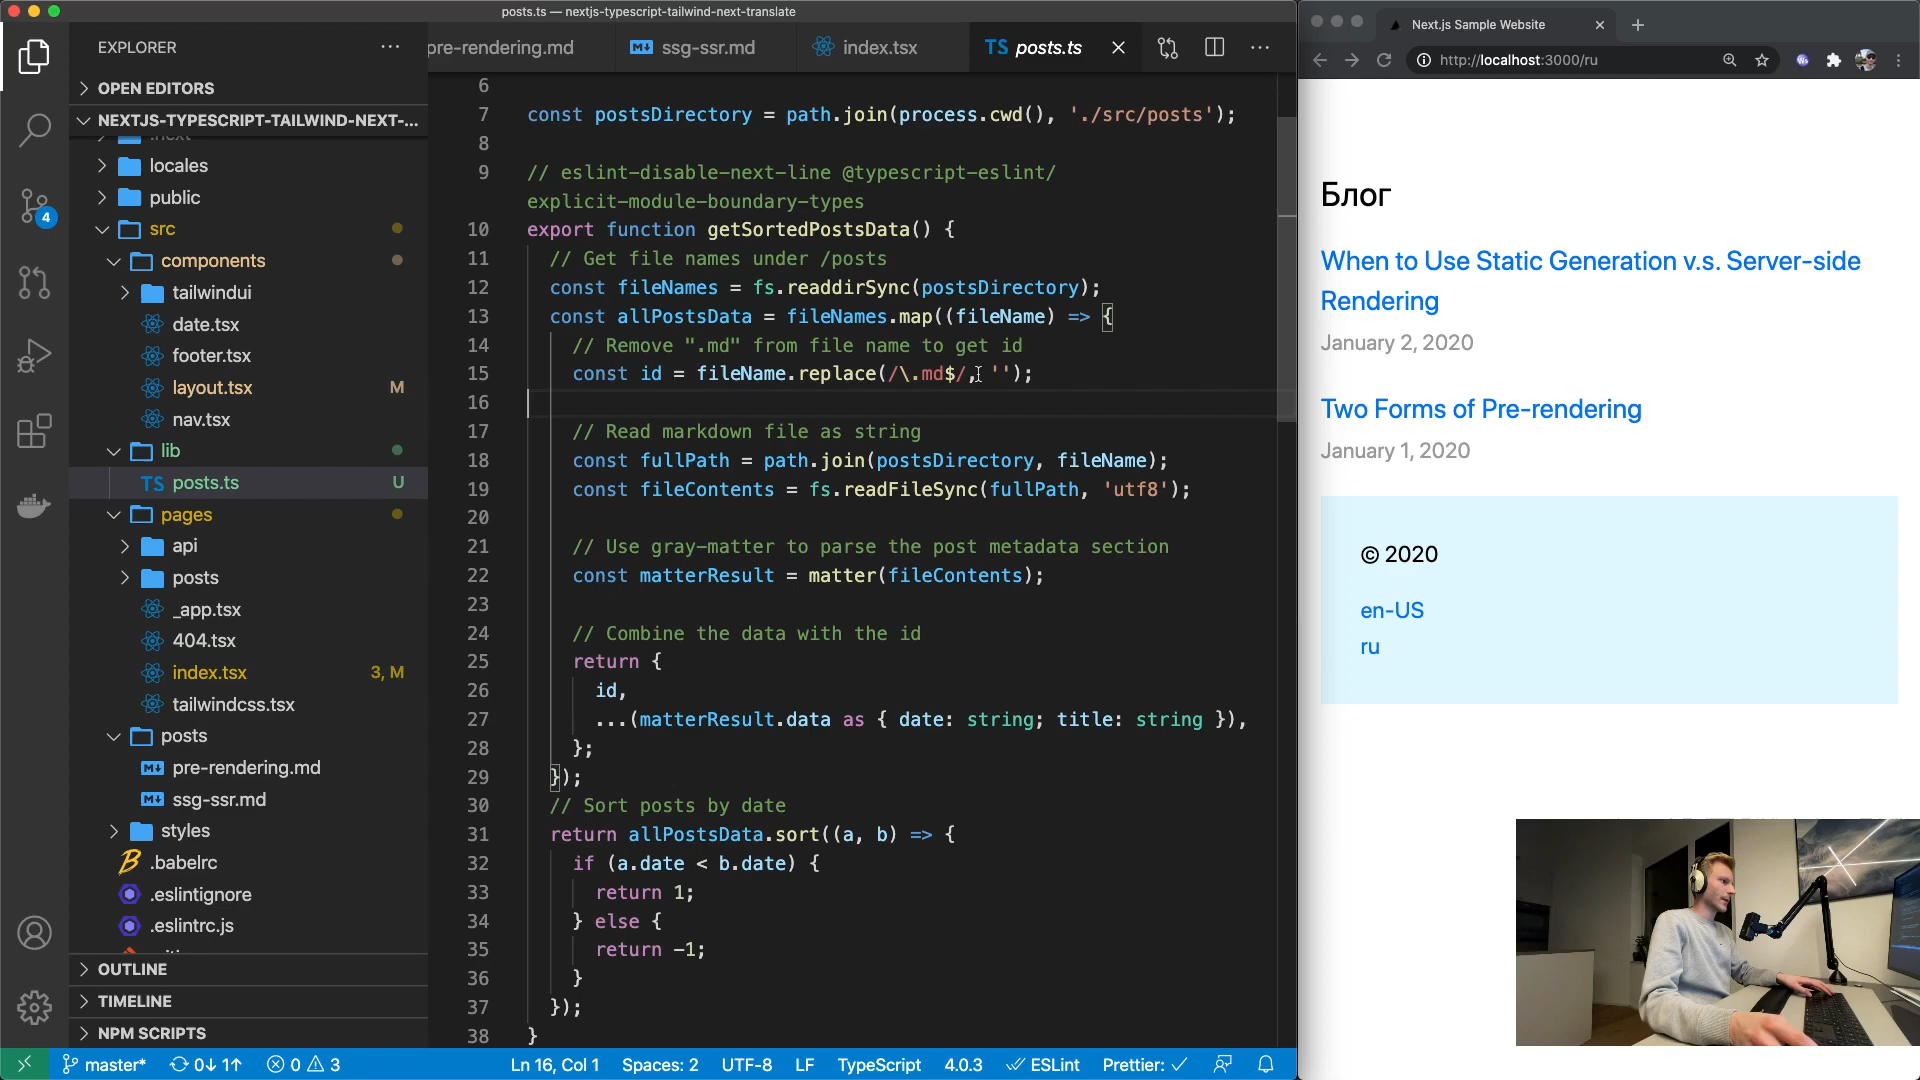 posts.ts — nextjs-typescript-tailwind-next-translate
EXPLORER
OPEN EDITORS
NEXTJS-TYPESCRIPT-TAILWIND-NEXT-...
.next
locales
public
src
components
tailwindui
date.tsx
footer.tsx
layout.tsx M
nav.tsx
lib
TS posts.ts U
pages
api
posts
_app.tsx
404.tsx
index.tsx 3, M
tailwindcss.tsx
posts
pre-rendering.md
ssg-ssr.md
styles
.babelrc
.eslintignore
.eslintrc.js
OUTLINE
TIMELINE
NPM SCRIPTS
4
pre-rendering.md
ssg-ssr.md
index.tsx
TS posts.ts
6
7 const postsDirectory = path.join(process.cwd(), './src/posts');
8
9 // eslint-disable-next-line @typescript-eslint/
explicit-module-boundary-types
10 export function getSortedPostsData() {
11 // Get file names under /posts
12 const fileNames = fs.readdirSync(postsDirectory);
13 const allPostsData = fileNames.map((fileName) => {
14 // Remove ".md" from file name to get id
15 const id = fileName.replace(/\.md$/, '');
16
17 // Read markdown file as string
18 const fullPath = path.join(postsDirectory, fileName);
19 const fileContents = fs.readFileSync(fullPath, 'utf8');
20
21 // Use gray-matter to parse the post metadata section
22 const matterResult = matter(fileContents);
23
24 // Combine the data with the id
25 return {
26 id,
27 ...(matterResult.data as { date: string; title: string }),
28 };
29 });
30 // Sort posts by date
31 return allPostsData.sort((a, b) => {
32 if (a.date < b.date) {
33 return 1;
34 } else {
35 return -1;
36 }
37 });
38 }
master* 0↓ 1↑ 0 3
Ln 16, Col 1 Spaces: 2 UTF-8 LF TypeScript 4.0.3 ESLint Prettier: ✓
Next.js Sample Website
http://localhost:3000/ru
Блог
When to Use Static Generation v.s. Server-side
Rendering
January 2, 2020
Two Forms of Pre-rendering
January 1, 2020
© 2020
en-US
ru